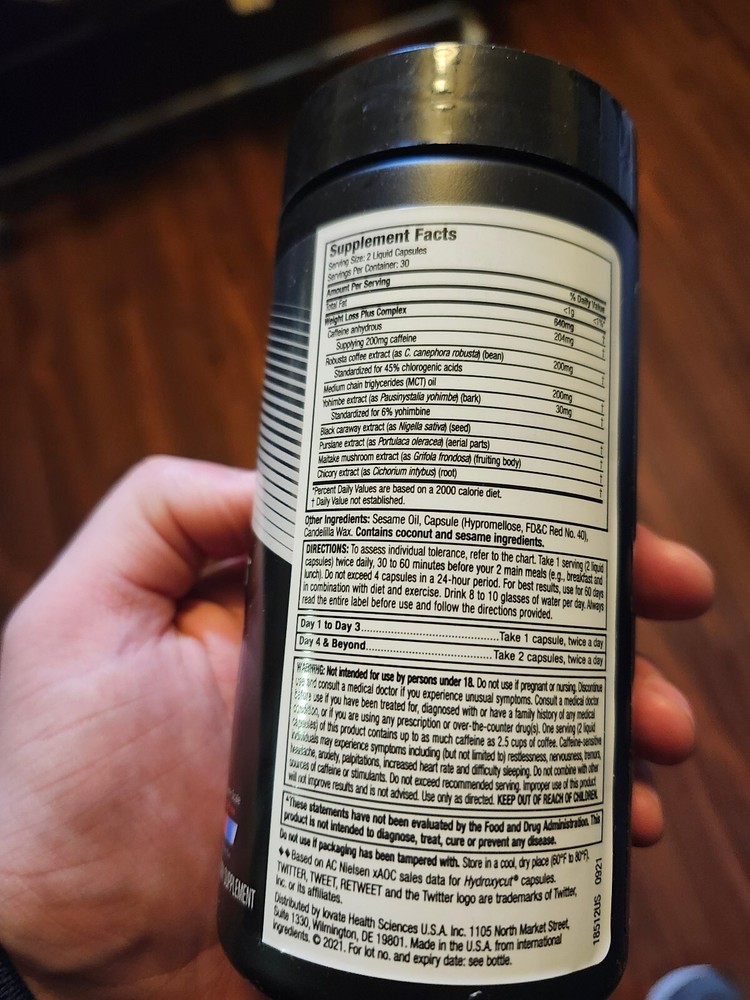 Supplement Facts
Serving Size: 2 Liquid Capsules
Servings Per Container: 30
Amount Per Serving % Daily Value
Total Fat <1g <1%*
Weight Loss Plus Complex 640mg
Caffeine anhydrous 204mg
Supplying 200mg caffeine
Robusta coffee extract (as C. canephora robusta) (bean) 200mg
Standardized for 45% chlorogenic acids
Medium chain triglycerides (MCT) oil 200mg
Yohimbe extract (as Pausinystalia yohimbe) (bark) 30mg
Standardized for 6% yohimbine
Black caraway extract (as Nigella sativa) (seed)
Purslane extract (as Portulaca oleracea) (aerial parts)
Maitake mushroom extract (as Grifola frondosa) (fruiting body)
Chicory extract (as Cichorium intybus) (root)
*Percent Daily Values are based on a 2000 calorie diet.
† Daily Value not established.
Other Ingredients: Sesame Oil, Capsule (Hypromellose, FD&C Red No. 40),
Candelilla Wax. Contains coconut and sesame ingredients.
DIRECTIONS: To assess individual tolerance, refer to the chart. Take 1 serving (2 liquid
capsules) twice daily, 30 to 60 minutes before your 2 main meals (e.g., breakfast and
lunch). Do not exceed 4 capsules in a 24-hour period. For best results, use for 60 days
in combination with diet and exercise. Drink 8 to 10 glasses of water per day. Always
read the entire label before use and follow the directions provided.
Day 1 to Day 3...........................Take 1 capsule, twice a day
Day 4 & Beyond.........................Take 2 capsules, twice a day
WARNING: Not intended for use by persons under 18. Do not use if pregnant or nursing. Discontinue
use and consult a medical doctor if you experience unusual symptoms. Consult a medical doctor
before use if you have been treated for, diagnosed with or have a family history of any medical
condition, or if you are using any prescription or over-the-counter drug(s). One serving (2 liquid
capsules) of this product contains up to as much caffeine as 2.5 cups of coffee. Caffeine-sensitive
individuals may experience symptoms including (but not limited to) restlessness, nervousness, tremors,
headache, anxiety, palpitations, increased heart rate and difficulty sleeping. Do not combine with other
sources of caffeine or stimulants. Do not exceed recommended serving. Improper use of this product
will not improve results and is not advised. Use only as directed. KEEP OUT OF REACH OF CHILDREN.
▲These statements have not been evaluated by the Food and Drug Administration. This
product is not intended to diagnose, treat, cure or prevent any disease.
Do not use if packaging has been tampered with. Store in a cool, dry place (60°F to 80°F).
◆◆Based on AC Nielsen xAOC sales data for Hydroxycut® capsules.
TWITTER, TWEET, RETWEET and the Twitter logo are trademarks of Twitter,
Inc. or its affiliates.
Distributed by Iovate Health Sciences U.S.A. Inc. 1105 North Market Street,
Suite 1330, Wilmington, DE 19801. Made in the U.S.A. from international
ingredients. © 2021. For lot no. and expiry date: see bottle.
18512US 0921
SUPPLEMENT